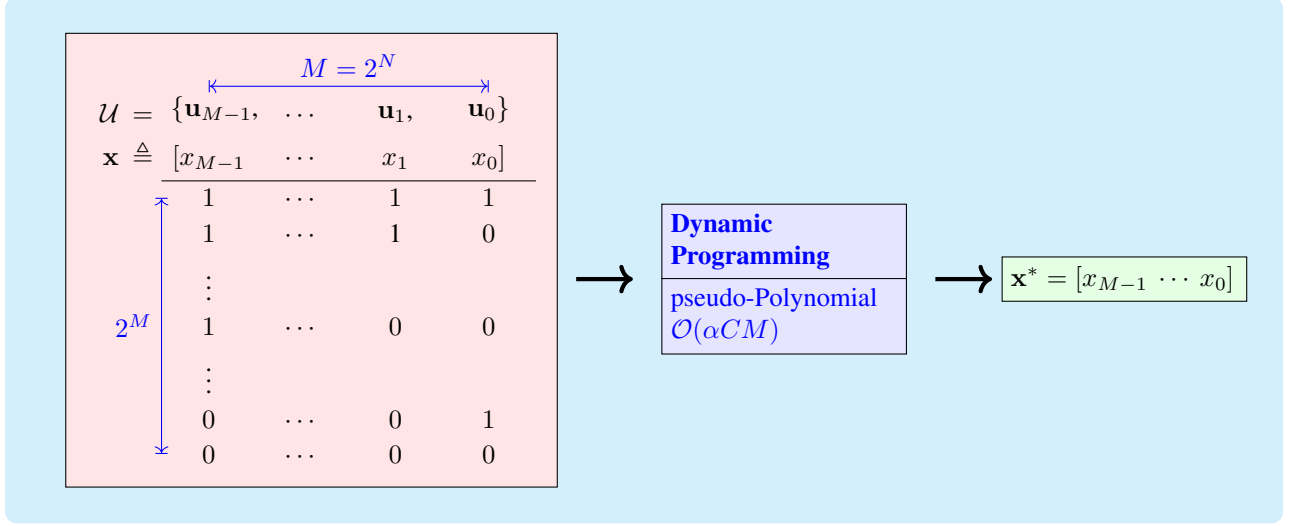 M = 2^N
𝒰 = {u_{M−1}, ... u_1, u_0}
x ≜ [x_{M−1} ⋯ x_1 x_0]
1 ⋯ 1 1
1 ⋯ 1 0
⋮
2^M 1 ⋯ 0 0
⋮
0 ⋯ 0 1
0 ⋯ 0 0
Dynamic
Programming
pseudo-Polynomial
𝒪(αCM)
x* = [x_{M−1} ⋯ x_0]